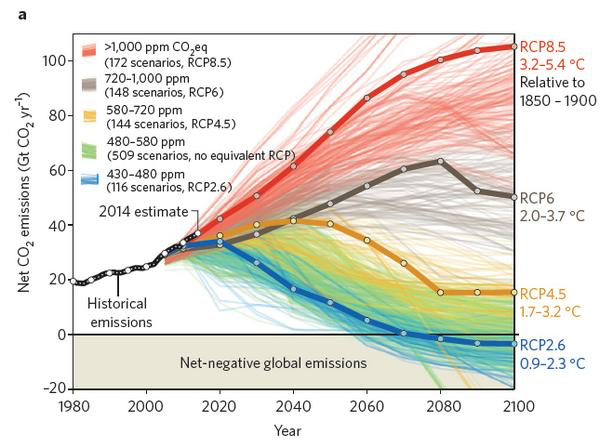 a
>1,000 ppm CO₂eq
(172 scenarios, RCP8.5)
720–1,000 ppm
(148 scenarios, RCP6)
580–720 ppm
(144 scenarios, RCP4.5)
480–580 ppm
(509 scenarios, no equivalent RCP)
430–480 ppm
(116 scenarios, RCP2.6)
2014 estimate
Historical
emissions
Net-negative global emissions
RCP8.5
3.2–5.4 °C
Relative to
1850 – 1900
RCP6
2.0–3.7 °C
RCP4.5
1.7–3.2 °C
RCP2.6
0.9–2.3 °C
Net CO₂ emissions (Gt CO₂ yr⁻¹)
100
80
60
40
20
0
–20
1980
2000
2020
2040
2060
2080
2100
Year